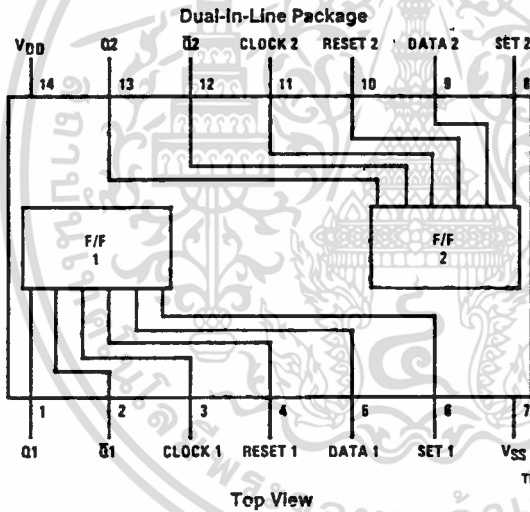 Dual-In-Line Package
VDD Q2 Q̅2 CLOCK 2 RESET 2 DATA 2 SET 2
14 13 12 11 10 9 8
F/F
1
F/F
2
1 2 3 4 5 6 7
Q1 Q̅1 CLOCK 1 RESET 1 DATA 1 SET 1 VSS
Top View